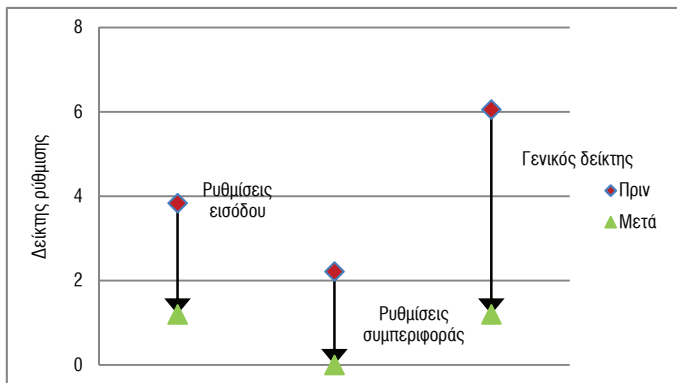 8
6
4
2
0
Δείκτης ρύθμισης
Ρυθμίσεις
εισόδου
Ρυθμίσεις
συμπεριφοράς
Γενικός δείκτης
Πριν
Μετά